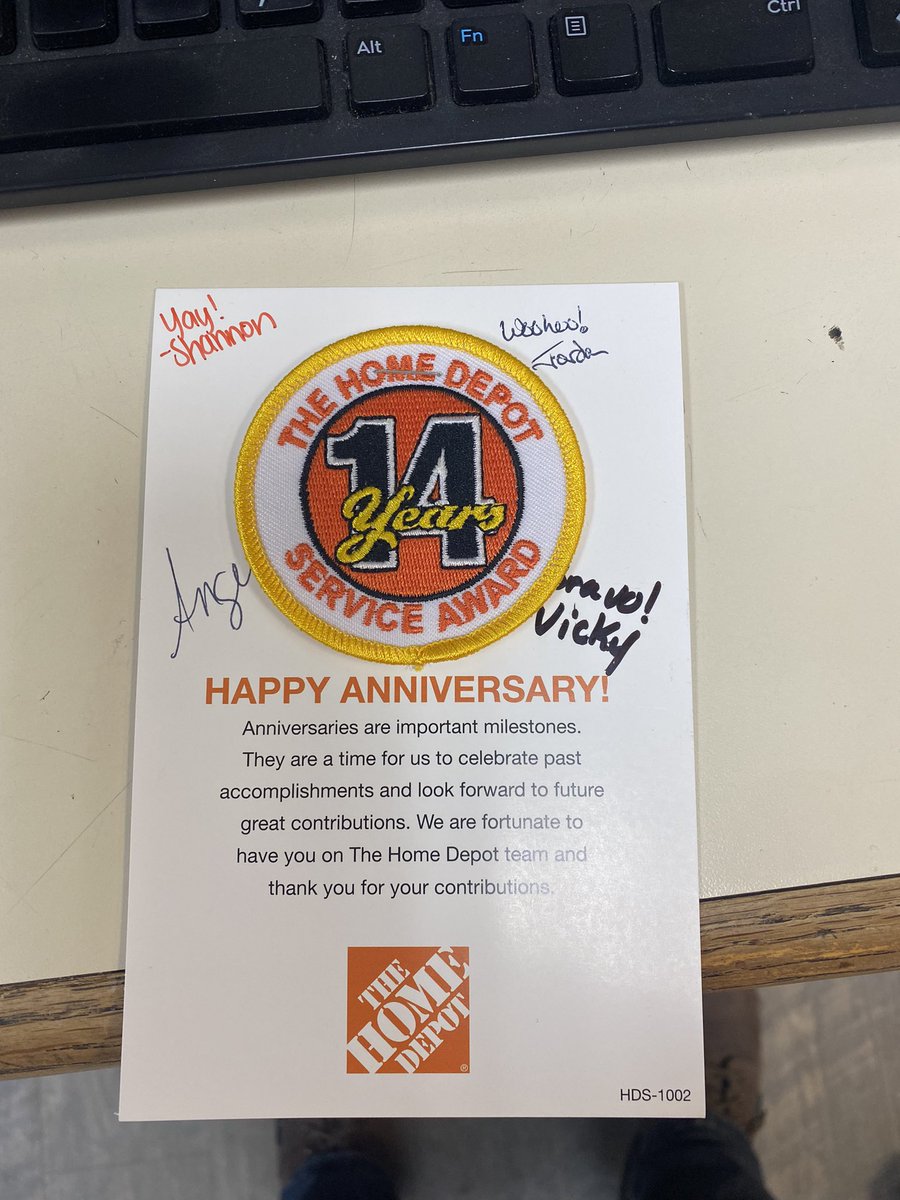 Alt
Fn
Ctrl
Yay!
-Shannon
Woohoo!
THE HOME DEPOT
14
Years
SERVICE AWARD
Bravo!
Vicky
HAPPY ANNIVERSARY!
Anniversaries are important milestones.
They are a time for us to celebrate past
accomplishments and look forward to future
great contributions. We are fortunate to
have you on The Home Depot team and
thank you for your contributions.
THE
HOME
DEPOT
®
HDS-1002